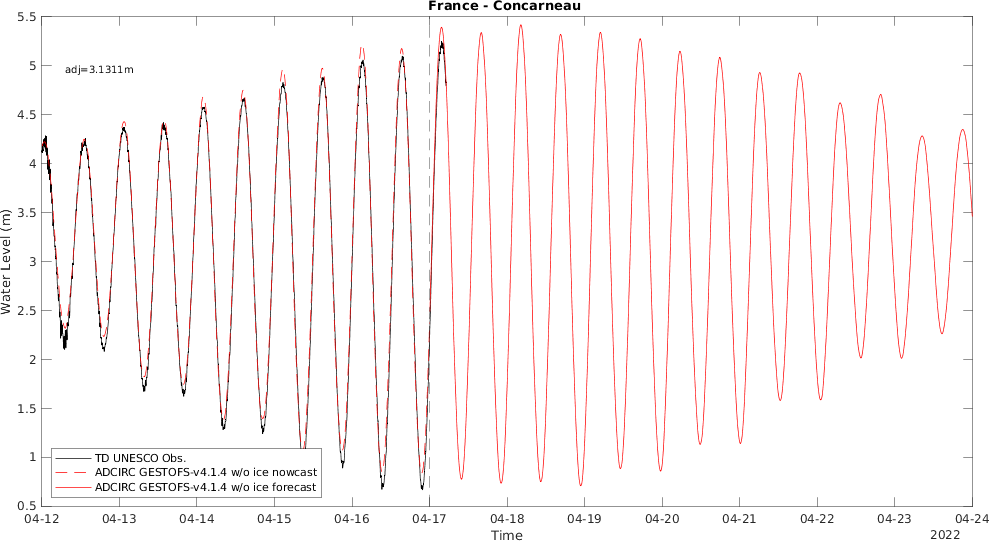 France - Concarneau
5.5
5
4.5
4
3.5
3
2.5
2
1.5
1
0.5
Water Level (m)
adj=3.1311m
TD UNESCO Obs.
ADCIRC GESTOFS-v4.1.4 w/o ice nowcast
ADCIRC GESTOFS-v4.1.4 w/o ice forecast
04-12 04-13 04-14 04-15 04-16 04-17 04-18 04-19 04-20 04-21 04-22 04-23 04-24
Time
2022